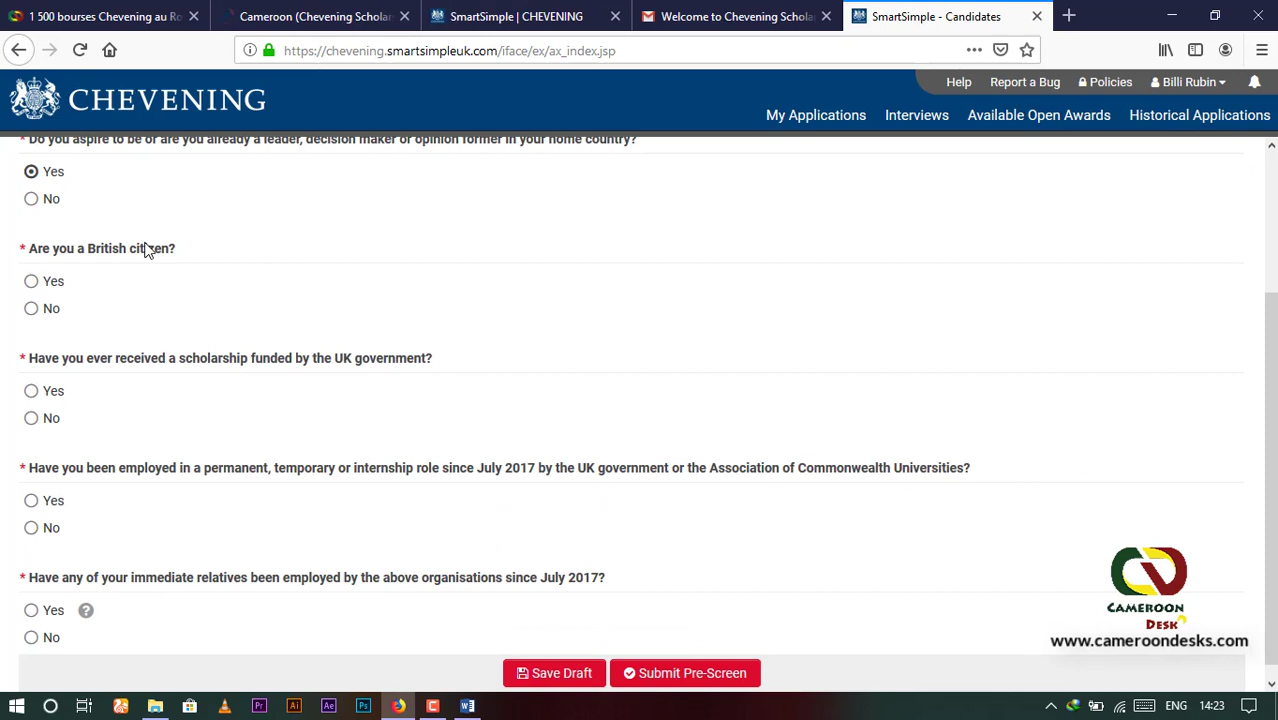 1 500 bourses Chevening au Ro
Cameroon (Chevening Scholar
SmartSimple | CHEVENING
Welcome to Chevening Schola
SmartSimple - Candidates
https://chevening.smartsimpleuk.com/iface/ex/ax_index.jsp
CHEVENING
Help
Report a Bug
Policies
Billi Rubin
My Applications
Interviews
Available Open Awards
Historical Applications
* Do you aspire to be or are you already a leader, decision maker or opinion former in your home country?
Yes
No
* Are you a British citizen?
Yes
No
* Have you ever received a scholarship funded by the UK government?
Yes
No
* Have you been employed in a permanent, temporary or internship role since July 2017 by the UK government or the Association of Commonwealth Universities?
Yes
No
* Have any of your immediate relatives been employed by the above organisations since July 2017?
Yes ?
No
CAMEROON
DESK
www.cameroondesks.com
Save Draft
Submit Pre-Screen
Pr
Ai
Ae
Ps
ENG
14:23